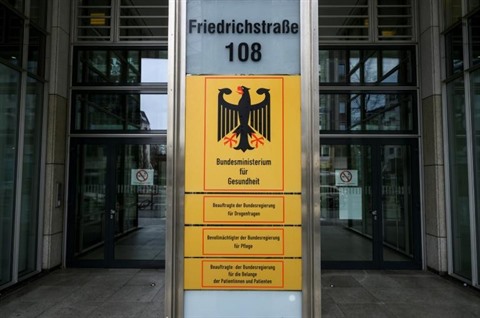 Friedrichstraße
108
Bundesministerium
für
Gesundheit
Beauftragte der Bundesregierung
für Drogenfragen
Bevollmächtigter der Bundesregierung
für Pflege
Beauftragte der Bundesregierung
für die Belange
der Patientinnen und Patienten